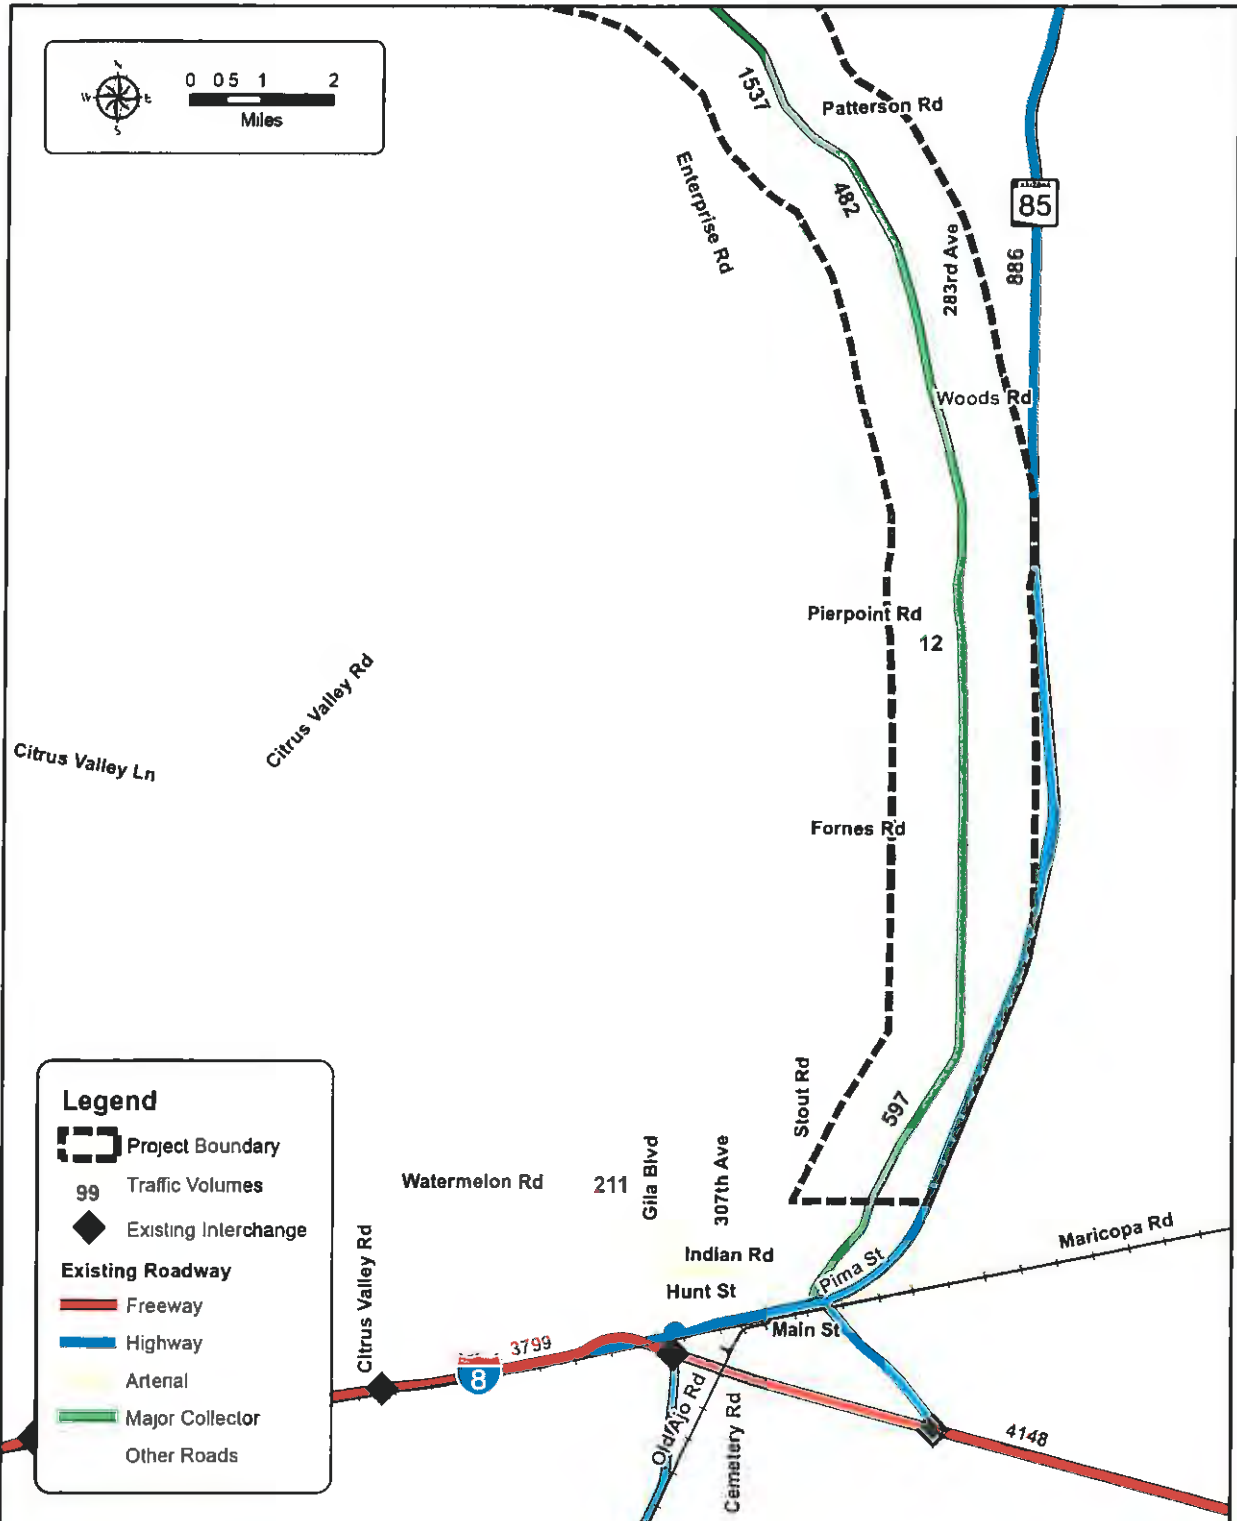 N
W E
S
0 0 5 1 2
Miles
1537
Patterson Rd
Enterprise Rd
482
85
283rd Ave
886
Woods Rd
Pierpoint Rd
12
Citrus Valley Rd
Citrus Valley Ln
Fornes Rd
Stout Rd
597
Watermelon Rd
211
Gila Blvd
307th Ave
Maricopa Rd
Indian Rd
Pima St
Hunt St
Main St
Citrus Valley Rd
3799
8
Old Ajo Rd
Cemetery Rd
4148
Legend
Project Boundary
99 Traffic Volumes
Existing Interchange
Existing Roadway
Freeway
Highway
Arterial
Major Collector
Other Roads